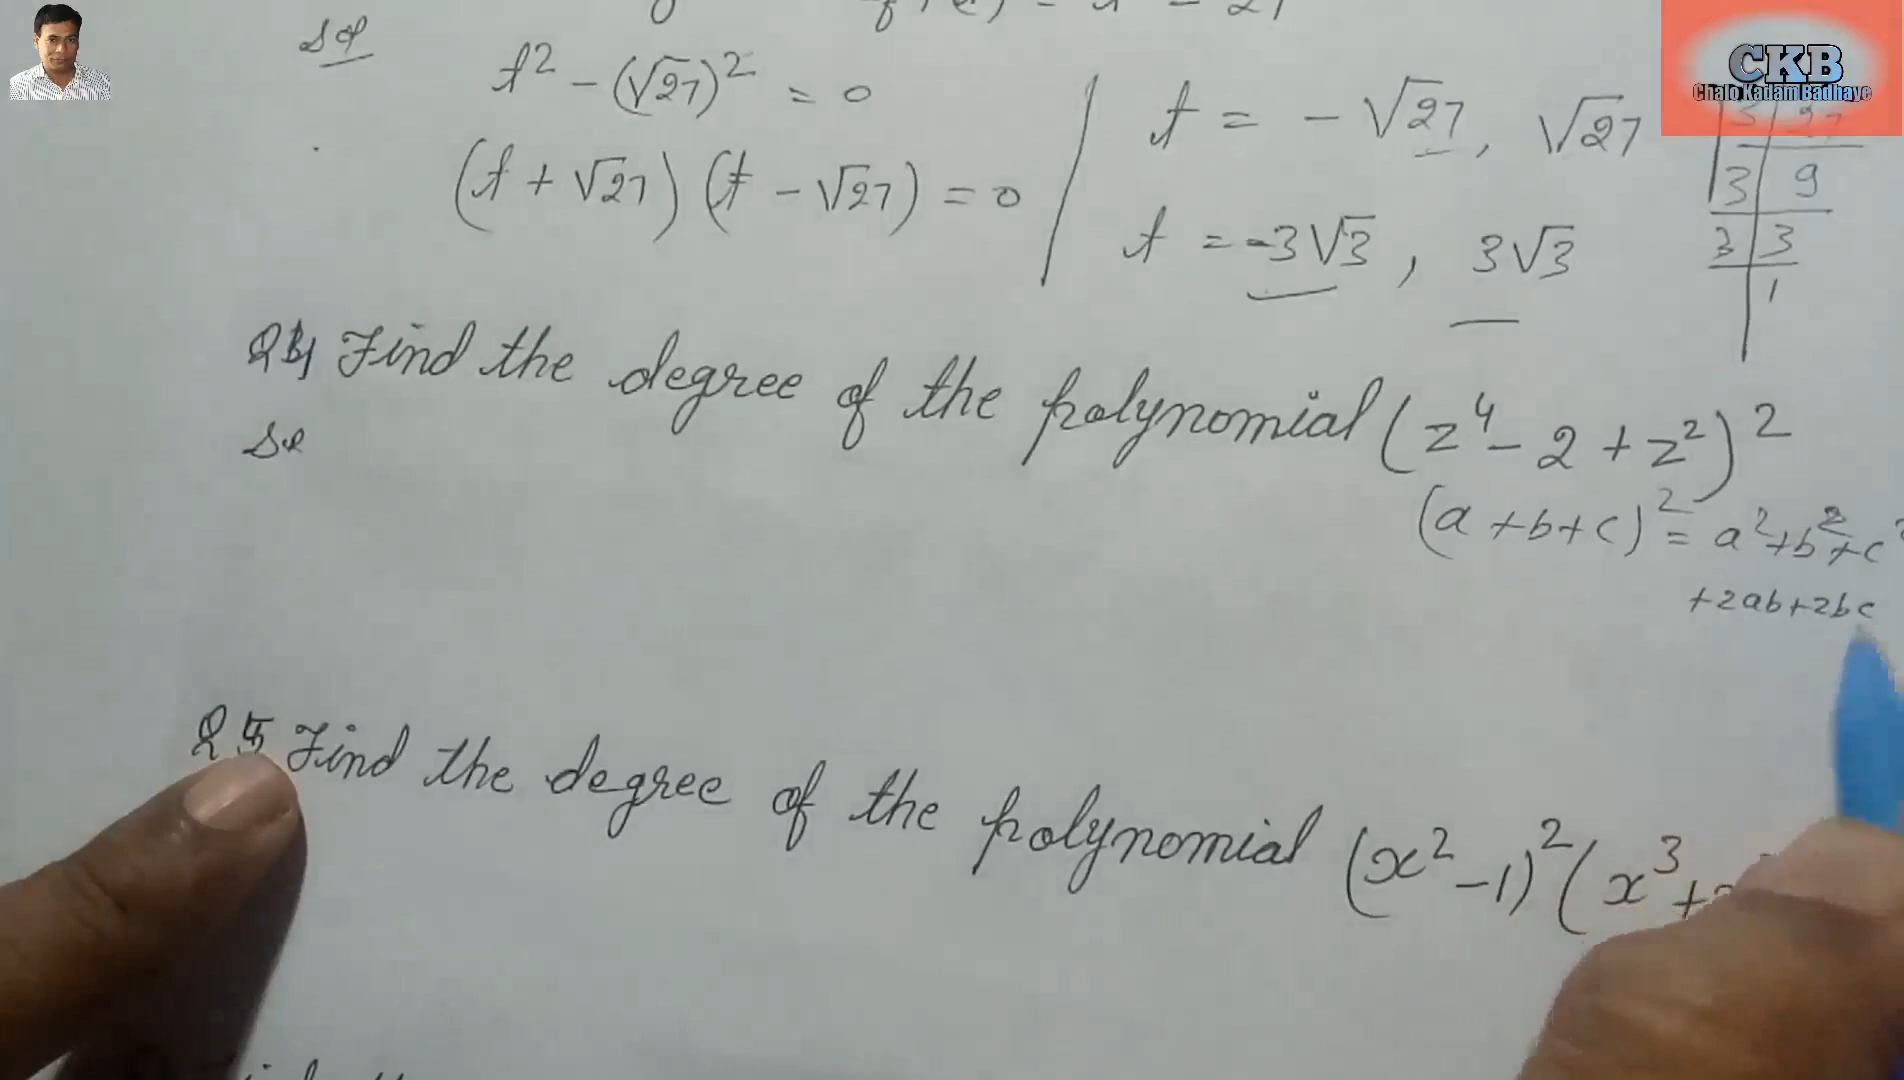 Sol
t² - (√27)² = 0
(t + √27) (t - √27) = 0
t = - √27, √27
t = -3√3, 3√3
CKB
Chalo Kadam Badhaye
3 27
3 9
3 3
1
Q4 Find the degree of the polynomial (z⁴ - 2 + z²)²
Sol
(a + b + c)² = a² + b² + c²
+2ab+2bc
Q5 Find the degree of the polynomial (x² - 1)² (x³ +